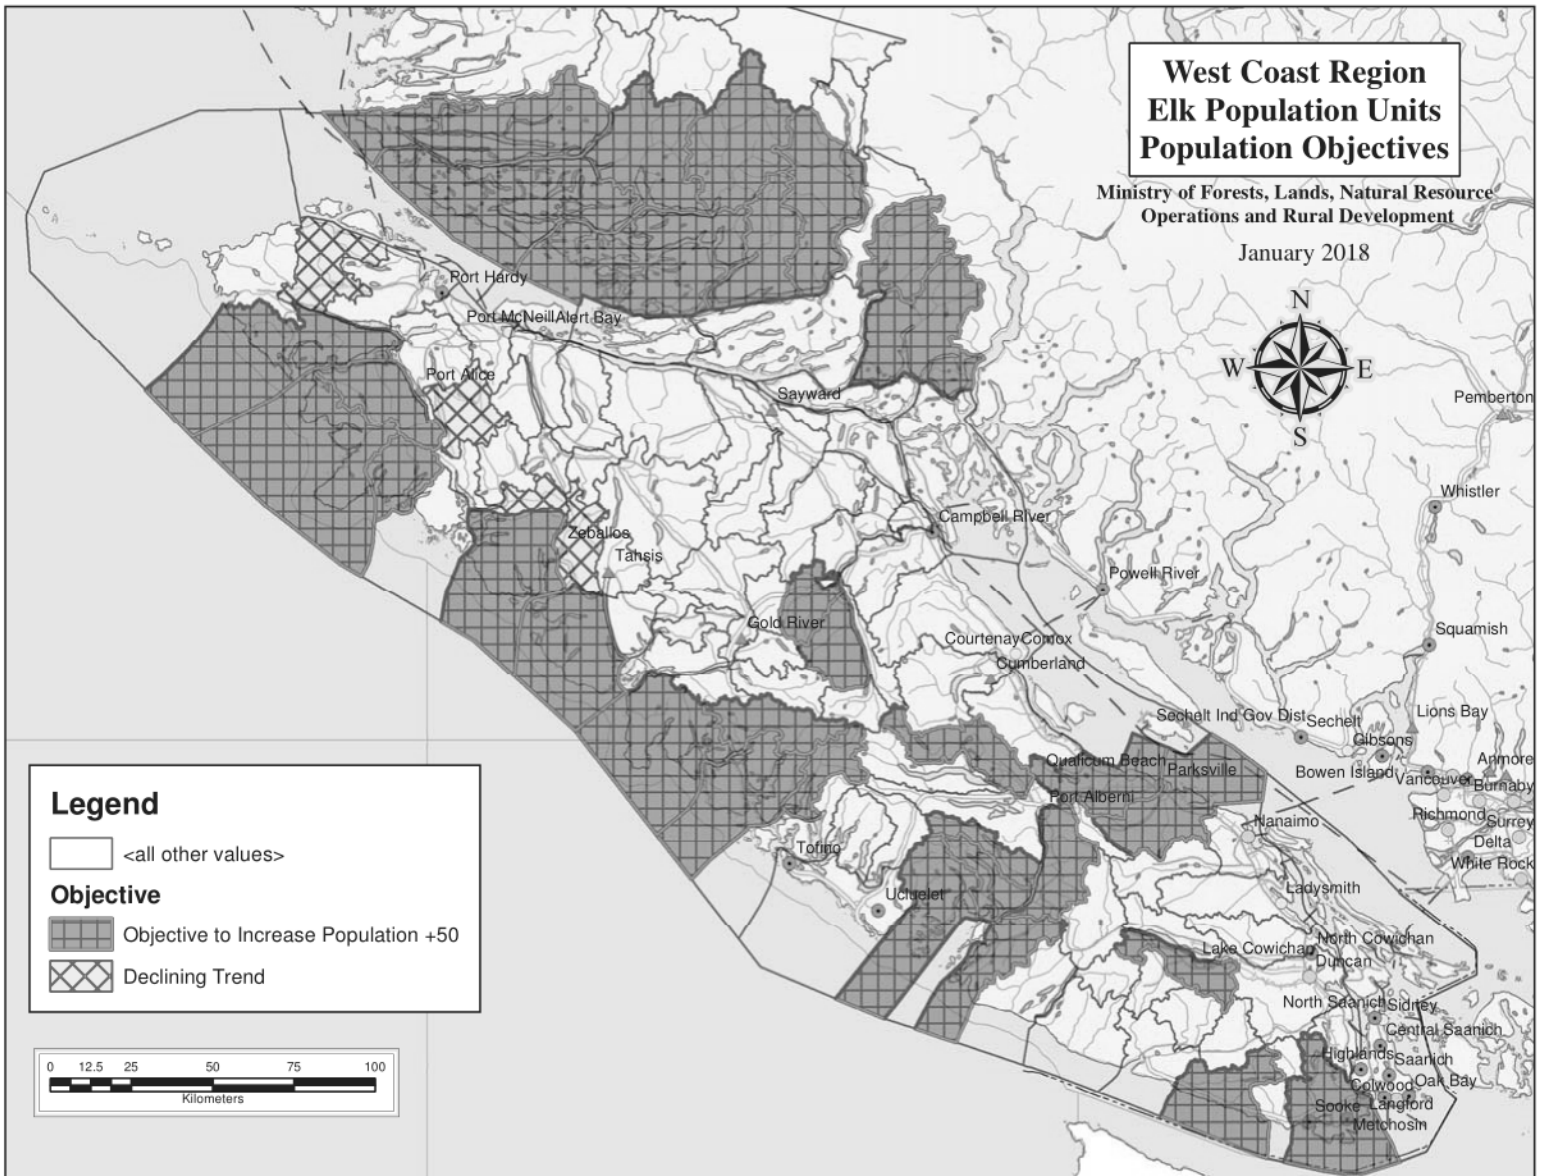 West Coast Region
Elk Population Units
Population Objectives
Ministry of Forests, Lands, Natural Resource
Operations and Rural Development
January 2018
N
W E
S
Port Hardy
Port McNeill Alert Bay
Port Alice
Sayward
Pemberton
Whistler
Campbell River
Zeballos
Tahsis
Powell River
Gold River
Squamish
Courtenay Comox
Cumberland
Lions Bay
Sechelt Ind Gov Dist Sechelt
Gibsons
Qualicum Beach
Parksville
Anmore
Bowen Island
Vancouver
Burnaby
Port Alberni
Richmond
Surrey
Nanaimo
Delta
Tofino
White Rock
Ladysmith
Ucluelet
North Cowichan
Lake Cowichan
Duncan
North Saanich Sidney
Central Saanich
Highlands
Saanich
Colwood Oak Bay
Sooke Langford
Metchosin
Legend
<all other values>
Objective
Objective to Increase Population +50
Declining Trend
0 12.5 25 50 75 100
Kilometers